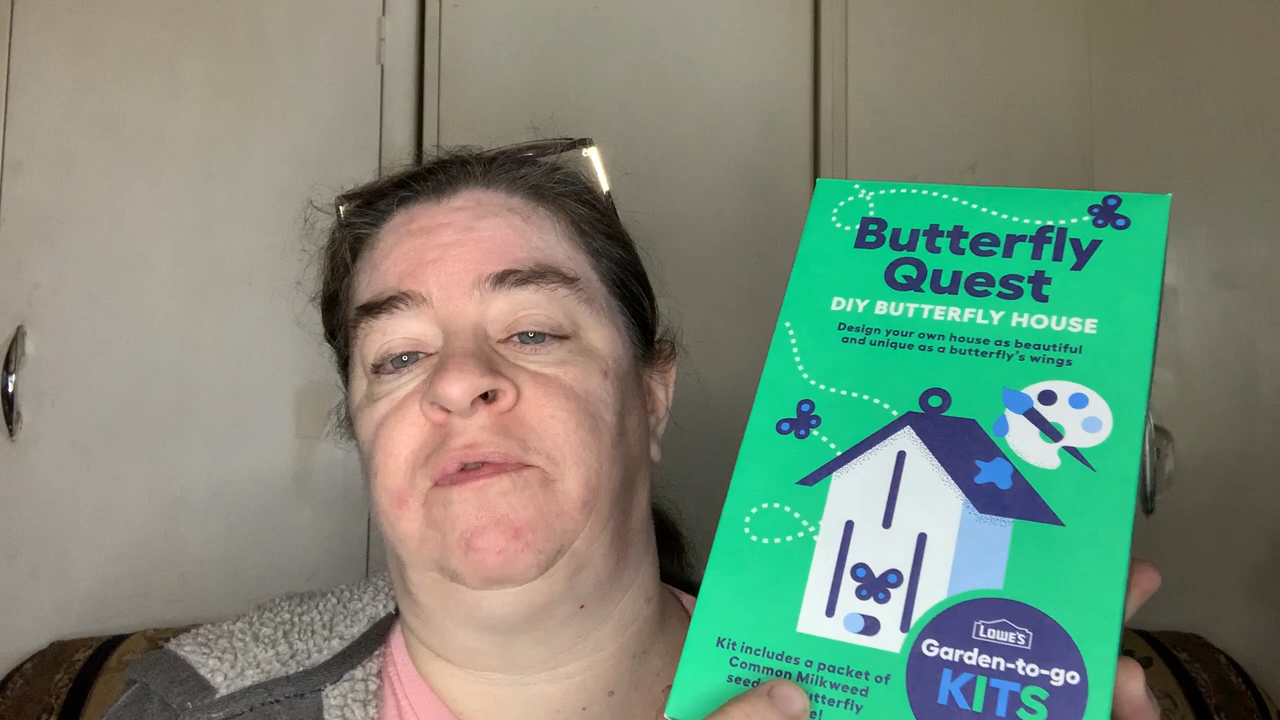 Butterfly
Quest
DIY BUTTERFLY HOUSE
Design your own house as beautiful
and unique as a butterfly's wings
Kit includes a packet of
Common Milkweed
LOWE'S
Garden-to-go
KITS